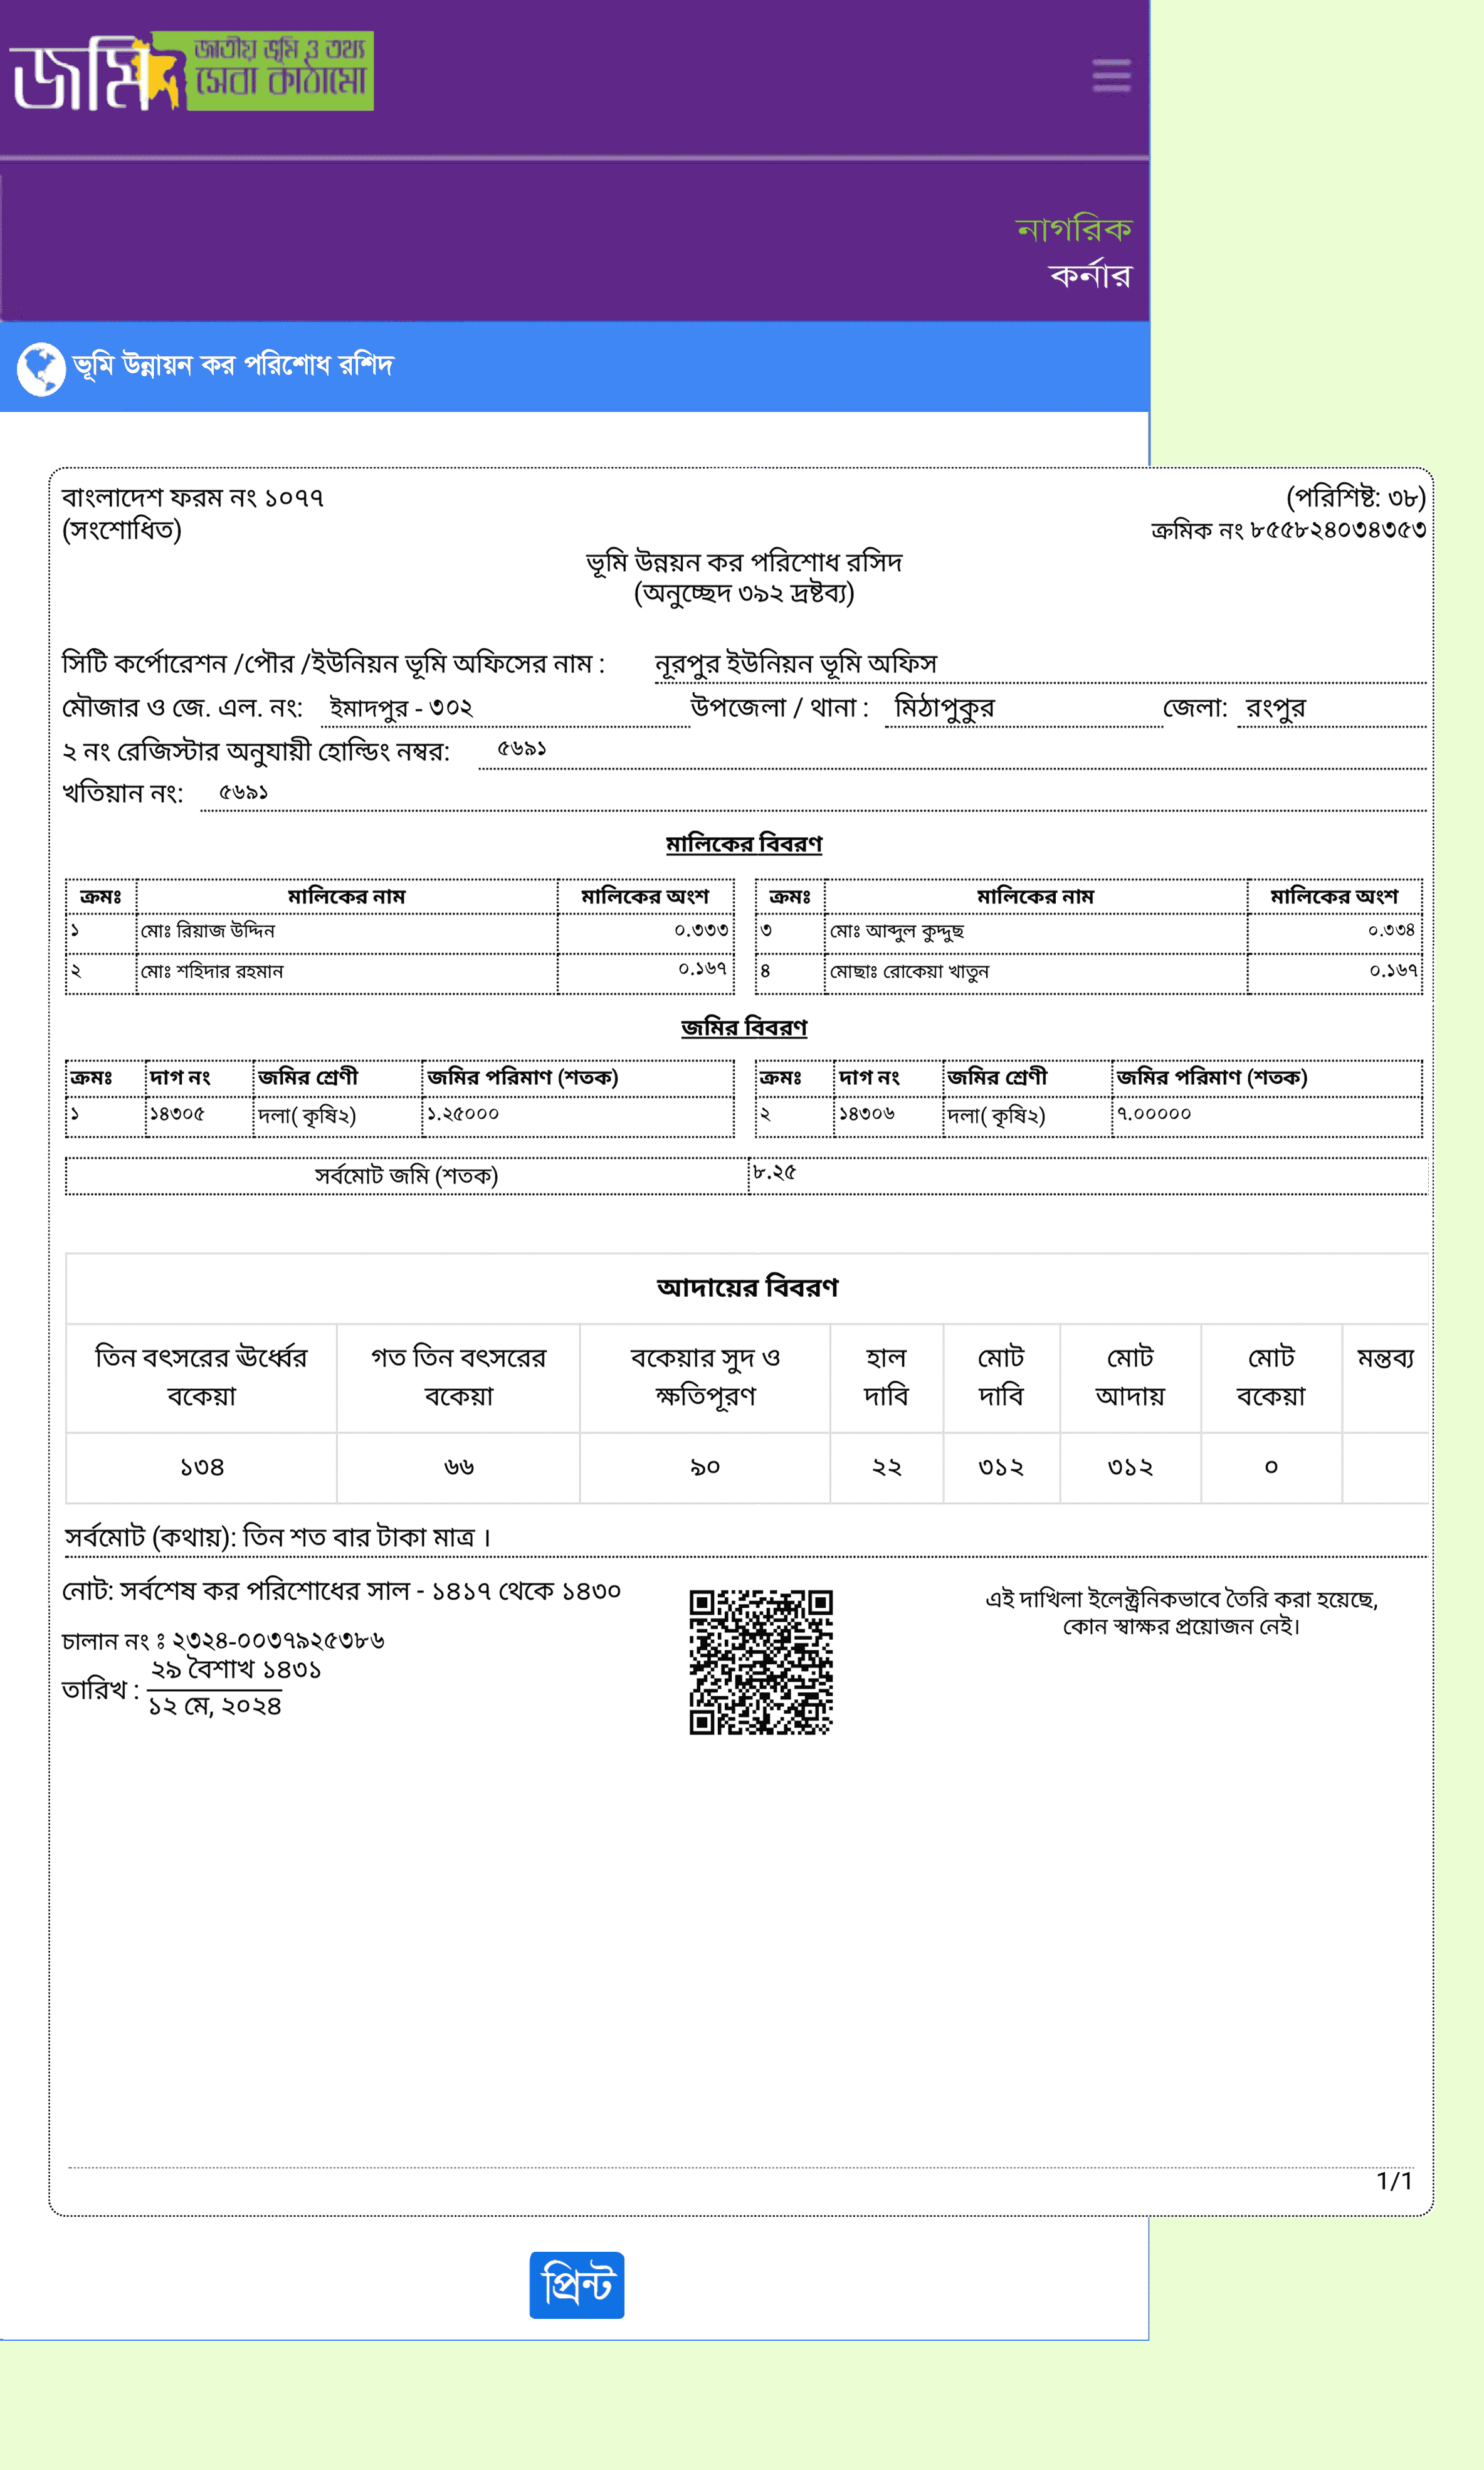 জমি
জাতীয় ভূমি ও তথ্য
সেবা কাঠামো
নাগরিক
কর্নার
ভূমি উন্নায়ন কর পরিশোধ রশিদ
বাংলাদেশ ফরম নং ১০৭৭ (পরিশিষ্ট: ৩৮)
(সংশোধিত) ক্রমিক নং ৮৫৫৮২৪০৩৪৩৫৩
ভূমি উন্নয়ন কর পরিশোধ রসিদ
(অনুচ্ছেদ ৩৯২ দ্রষ্টব্য)
সিটি কর্পোরেশন /পৌর /ইউনিয়ন ভূমি অফিসের নাম : নূরপুর ইউনিয়ন ভূমি অফিস
মৌজার ও জে. এল. নং: ইমাদপুর - ৩০২ উপজেলা / থানা : মিঠাপুকুর জেলা: রংপুর
২ নং রেজিস্টার অনুযায়ী হোল্ডিং নম্বর: ৫৬৯১
খতিয়ান নং: ৫৬৯১
মালিকের বিবরণ
ক্রমঃ মালিকের নাম মালিকের অংশ ক্রমঃ মালিকের নাম মালিকের অংশ
১ মোঃ রিয়াজ উদ্দিন ০.৩৩৩ ৩ মোঃ আব্দুল কুদ্দুছ ০.৩৩৪
২ মোঃ শহিদার রহমান ০.১৬৭ ৪ মোছাঃ রোকেয়া খাতুন ০.১৬৭
জমির বিবরণ
ক্রমঃ দাগ নং জমির শ্রেণী জমির পরিমাণ (শতক) ক্রমঃ দাগ নং জমির শ্রেণী জমির পরিমাণ (শতক)
১ ১৪৩০৫ দলা( কৃষি২) ১.২৫০০০ ২ ১৪৩০৬ দলা( কৃষি২) ৭.০০০০০
সর্বমোট জমি (শতক) ৮.২৫
আদায়ের বিবরণ
তিন বৎসরের ঊর্ধ্বের গত তিন বৎসরের বকেয়ার সুদ ও হাল মোট মোট মোট মন্তব্য
বকেয়া বকেয়া ক্ষতিপূরণ দাবি দাবি আদায় বকেয়া
১৩৪ ৬৬ ৯০ ২২ ৩১২ ৩১২ ০
সর্বমোট (কথায়): তিন শত বার টাকা মাত্র ।
নোট: সর্বশেষ কর পরিশোধের সাল - ১৪১৭ থেকে ১৪৩০
এই দাখিলা ইলেক্ট্রনিকভাবে তৈরি করা হয়েছে,
কোন স্বাক্ষর প্রয়োজন নেই।
চালান নং : ২৩২৪-০০৩৭৯২৫৩৮৬
২৯ বৈশাখ ১৪৩১
তারিখ :
১২ মে, ২০২৪
1/1
প্রিন্ট